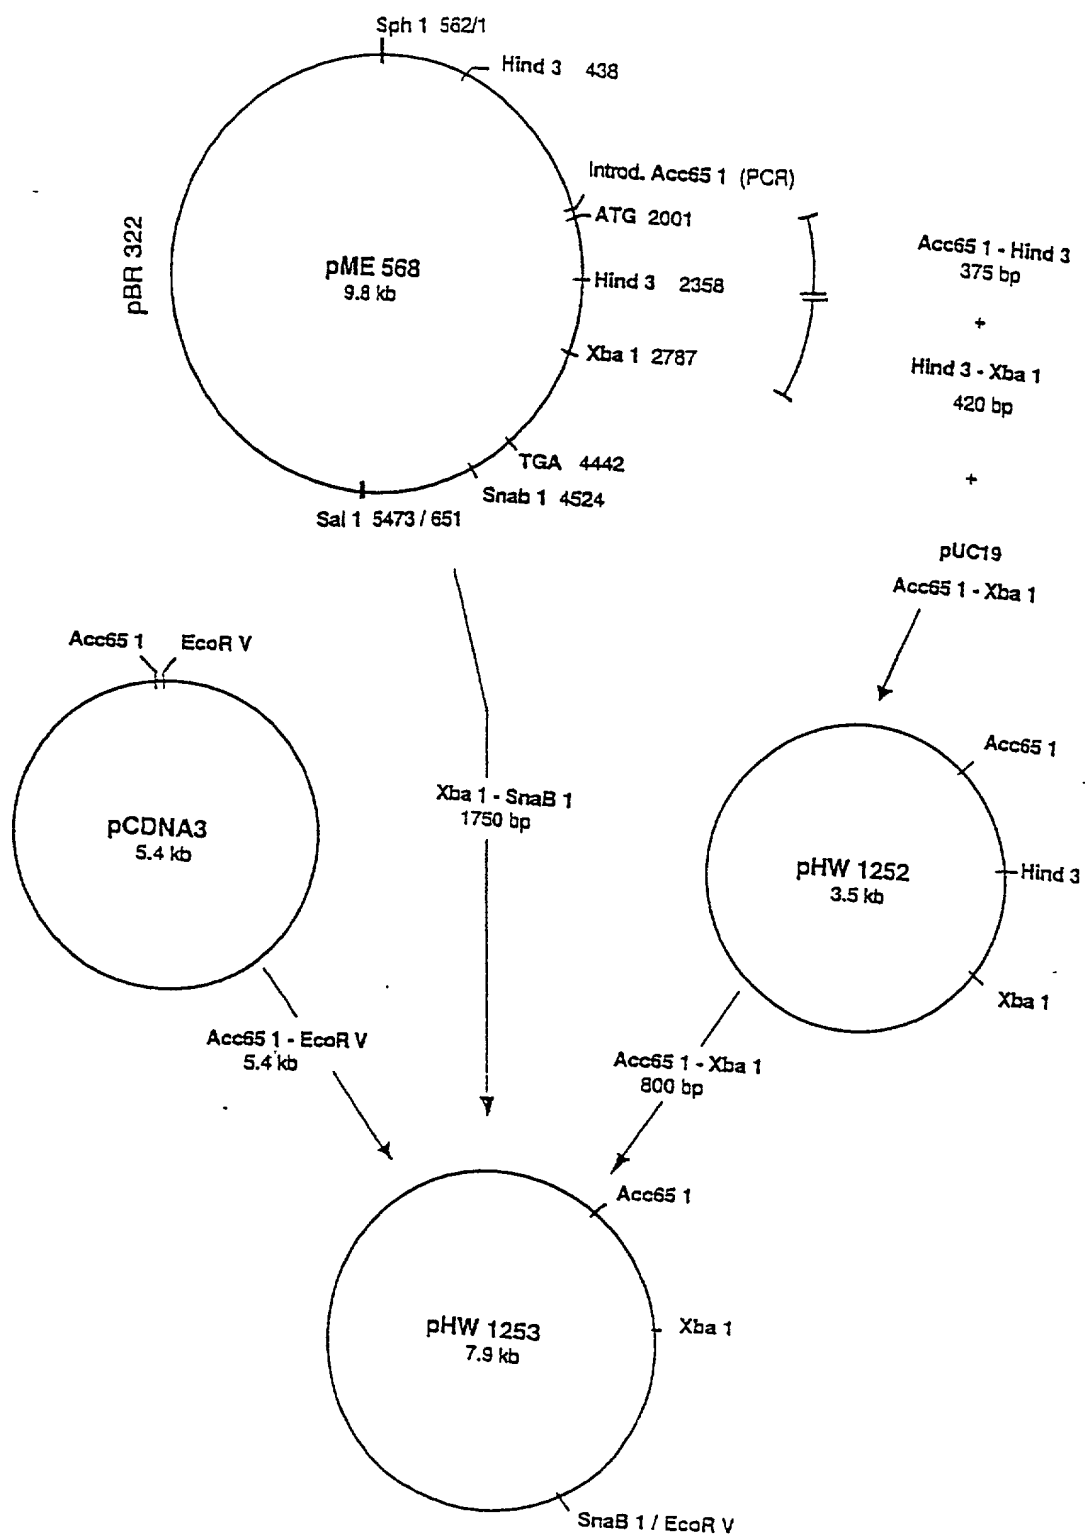 Sph 1 562/1
Hind 3 438
Introd. Acc65 1 (PCR)
ATG 2001
pBR 322
pME 568
9.8 kb
Hind 3 2358
Xba 1 2787
TGA 4442
Snab 1 4524
Sal 1 5473 / 651
Acc65 1 - Hind 3
375 bp
+
Hind 3 - Xba 1
420 bp
+
pUC19
Acc65 1 - Xba 1
Acc65 1 EcoR V
pCDNA3
5.4 kb
Xba 1 - SnaB 1
1750 bp
Acc65 1
pHW 1252
3.5 kb
Hind 3
Xba 1
Acc65 1 - EcoR V
5.4 kb
Acc65 1 - Xba 1
800 bp
Acc65 1
pHW 1253
7.9 kb
Xba 1
SnaB 1 / EcoR V